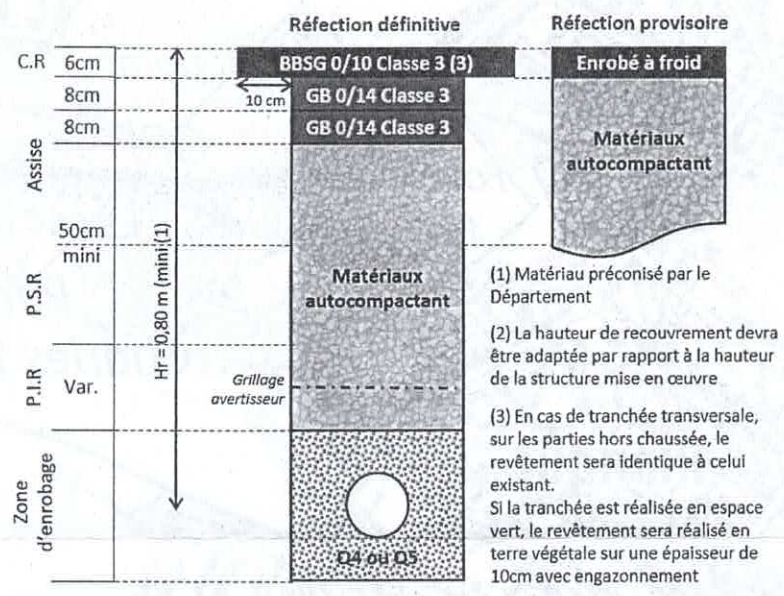 Réfection définitive
Réfection provisoire
C.R
6cm
BBSG 0/10 Classe 3 (3)
Enrobé à froid
8cm
10 cm
GB 0/14 Classe 3
8cm
GB 0/14 Classe 3
Assise
Matériaux
autocompactant
50cm
mini
Hr = 0,80 m (mini (1)
P.S.R
Matériaux
autocompactant
P.I.R
Var.
Grillage
avertisseur
Zone
d'enrobage
Q4 ou Q5
(1) Matériau préconisé par le
Département
(2) La hauteur de recouvrement devra
être adaptée par rapport à la hauteur
de la structure mise en œuvre
(3) En cas de tranchée transversale,
sur les parties hors chaussée, le
revêtement sera identique à celui
existant.
Si la tranchée est réalisée en espace
vert, le revêtement sera réalisé en
terre végétale sur une épaisseur de
10cm avec engazonnement